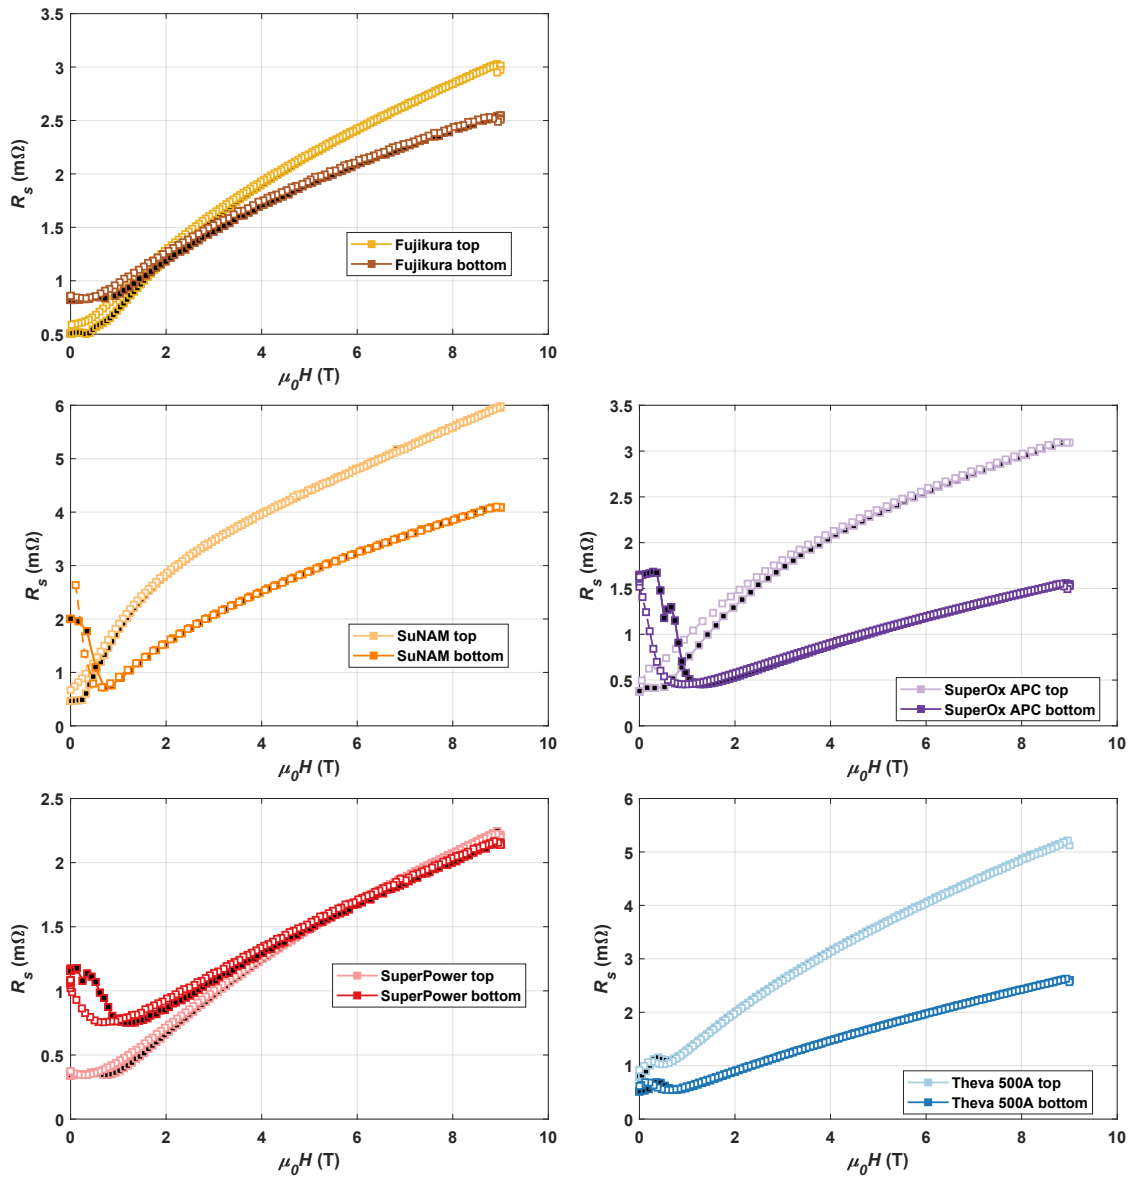 3.5
3
2.5
2
1.5
1
0.5
R_s (mΩ)
Fujikura top
Fujikura bottom
0 2 4 6 8 10
μ₀H (T)
6
5
4
3
2
1
0
R_s (mΩ)
SuNAM top
SuNAM bottom
0 2 4 6 8 10
μ₀H (T)
3.5
3
2.5
2
1.5
1
0.5
0
R_s (mΩ)
SuperOx APC top
SuperOx APC bottom
0 2 4 6 8 10
μ₀H (T)
2.5
2
1.5
1
0.5
0
R_s (mΩ)
SuperPower top
SuperPower bottom
0 2 4 6 8 10
μ₀H (T)
6
5
4
3
2
1
0
R_s (mΩ)
Theva 500A top
Theva 500A bottom
0 2 4 6 8 10
μ₀H (T)